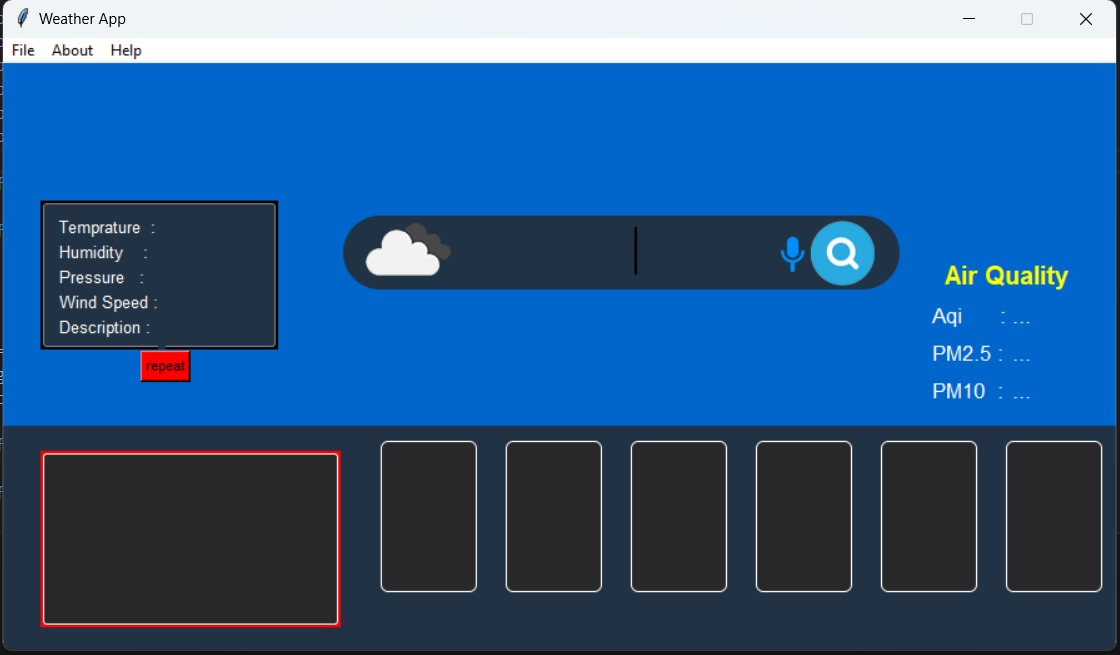 Weather App
File About Help
Temprature :
Humidity :
Pressure :
Wind Speed :
Description :
repeat
Air Quality
Aqi : ...
PM2.5 : ...
PM10 : ...